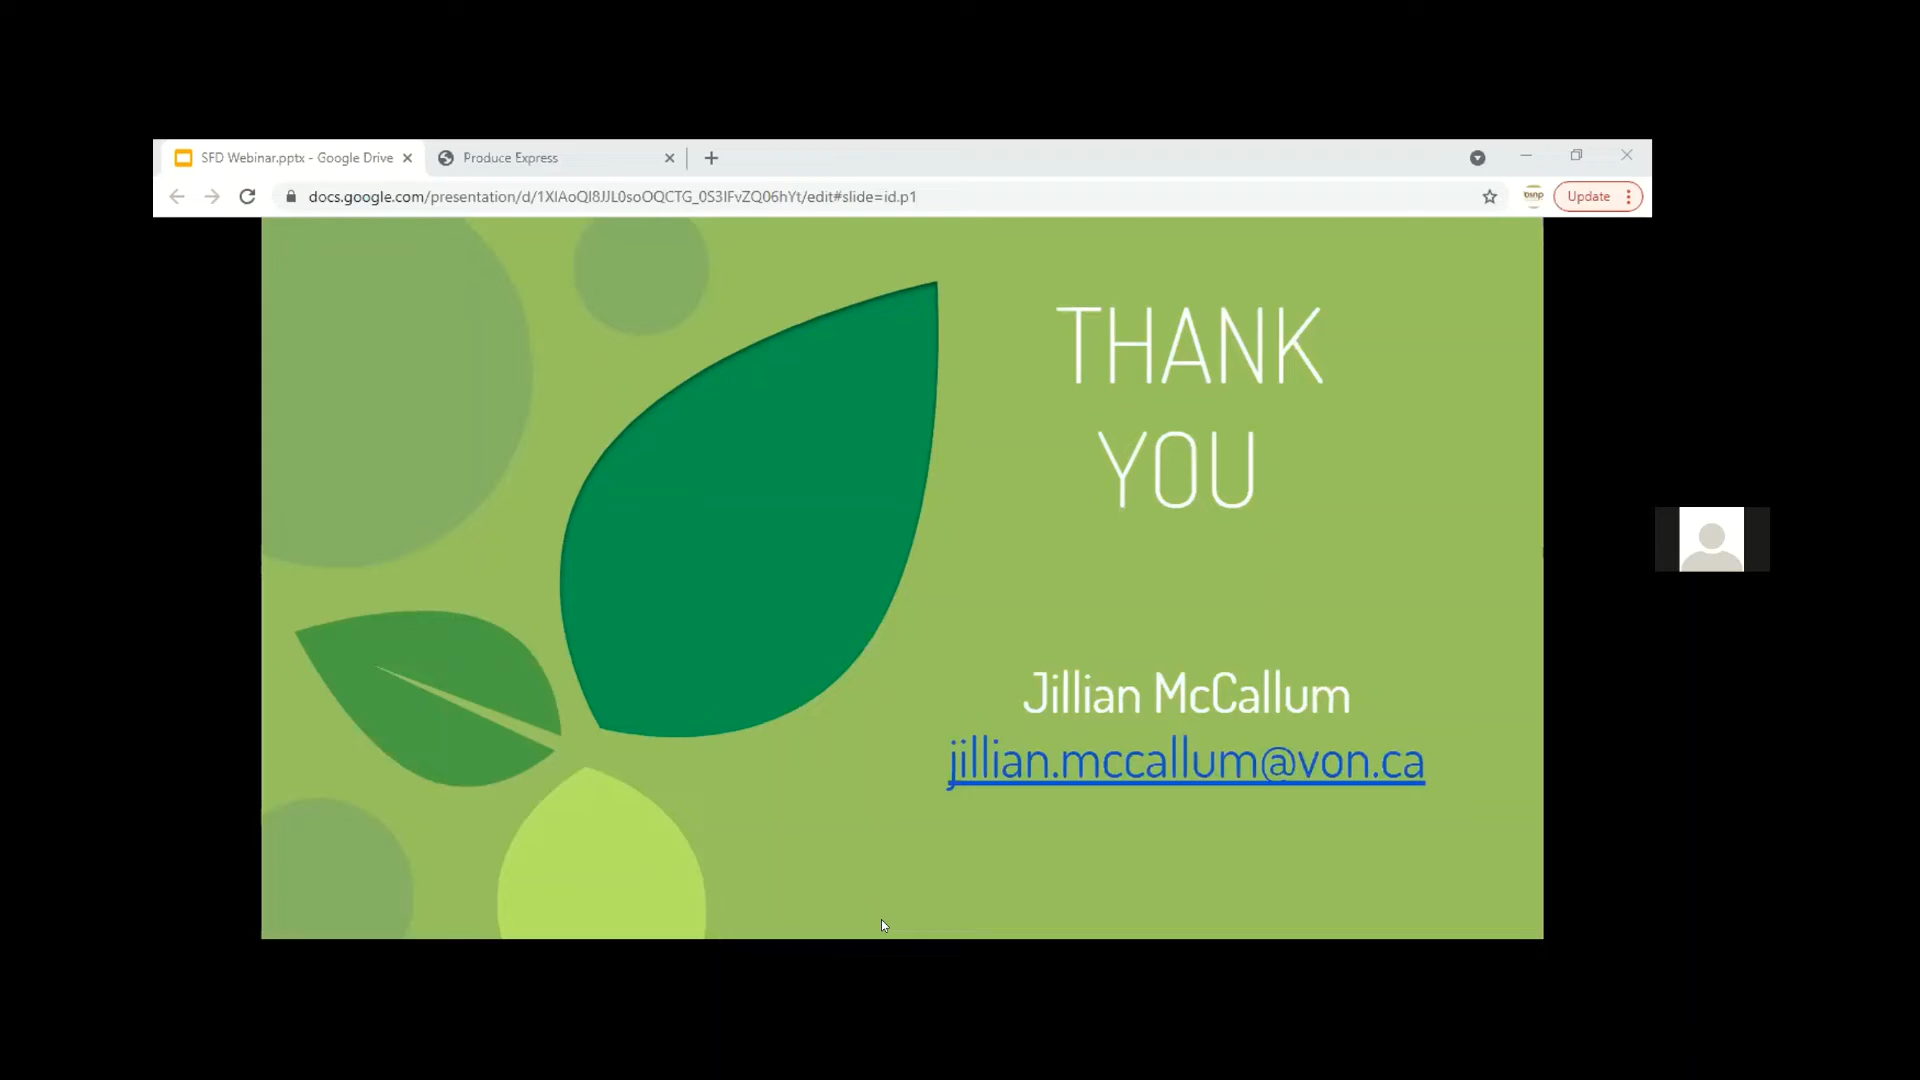 SFD Webinar.pptx - Google Drive
Produce Express
docs.google.com/presentation/d/1XIAoQI8JJL0soOQCTG_0S3IFvZQ06hYt/edit#slide=id.p1
Update
THANK
YOU
Jillian McCallum
jillian.mccallum@von.ca